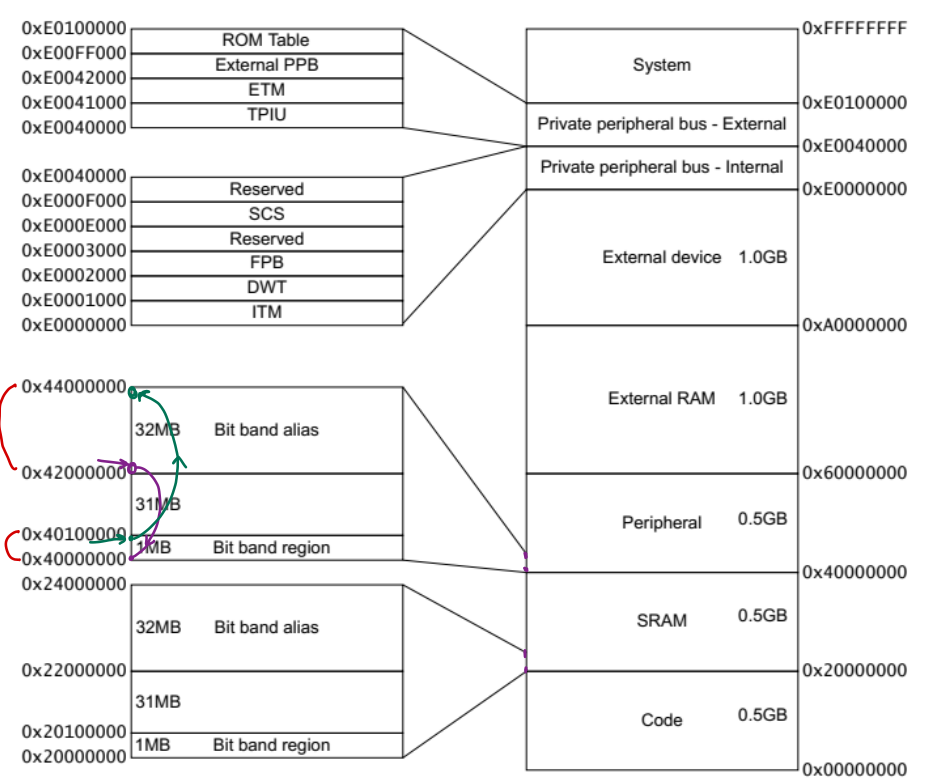 0xE0100000
ROM Table
0xE00FF000
External PPB
0xE0042000
ETM
0xE0041000
TPIU
0xE0040000
0xE0040000
Reserved
0xE000F000
SCS
0xE000E000
Reserved
0xE0003000
FPB
0xE0002000
DWT
0xE0001000
ITM
0xE0000000
0x44000000
32MB Bit band alias
0x42000000
31MB
0x40100000
1MB Bit band region
0x40000000
0x24000000
32MB Bit band alias
0x22000000
31MB
0x20100000
1MB Bit band region
0x20000000
0xFFFFFFFF
System
0xE0100000
Private peripheral bus - External
0xE0040000
Private peripheral bus - Internal
0xE0000000
External device 1.0GB
0xA0000000
External RAM 1.0GB
0x60000000
Peripheral 0.5GB
0x40000000
SRAM 0.5GB
0x20000000
Code 0.5GB
0x00000000